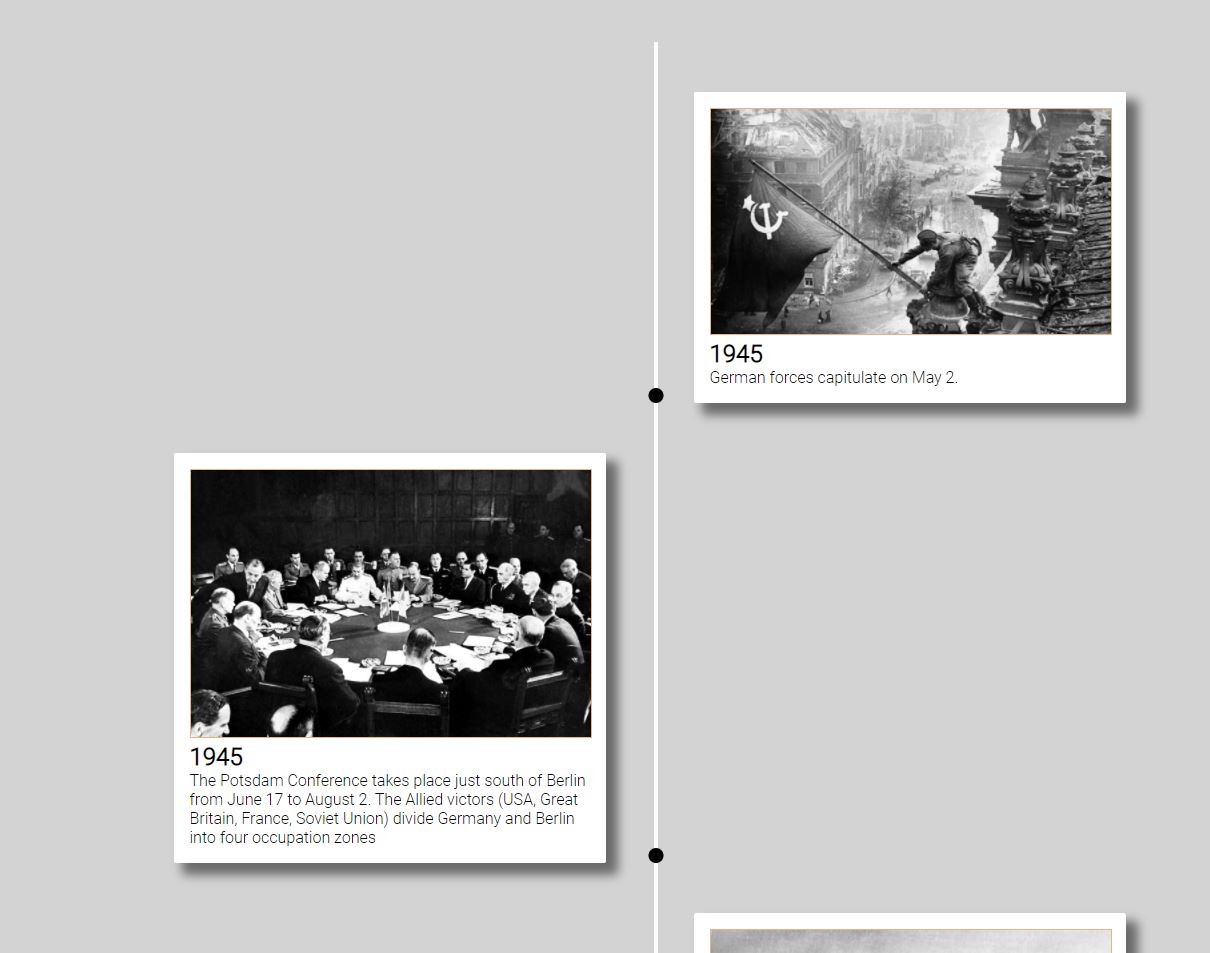 1945
German forces capitulate on May 2.
1945
The Potsdam Conference takes place just south of Berlin
from June 17 to August 2. The Allied victors (USA, Great
Britain, France, Soviet Union) divide Germany and Berlin
into four occupation zones